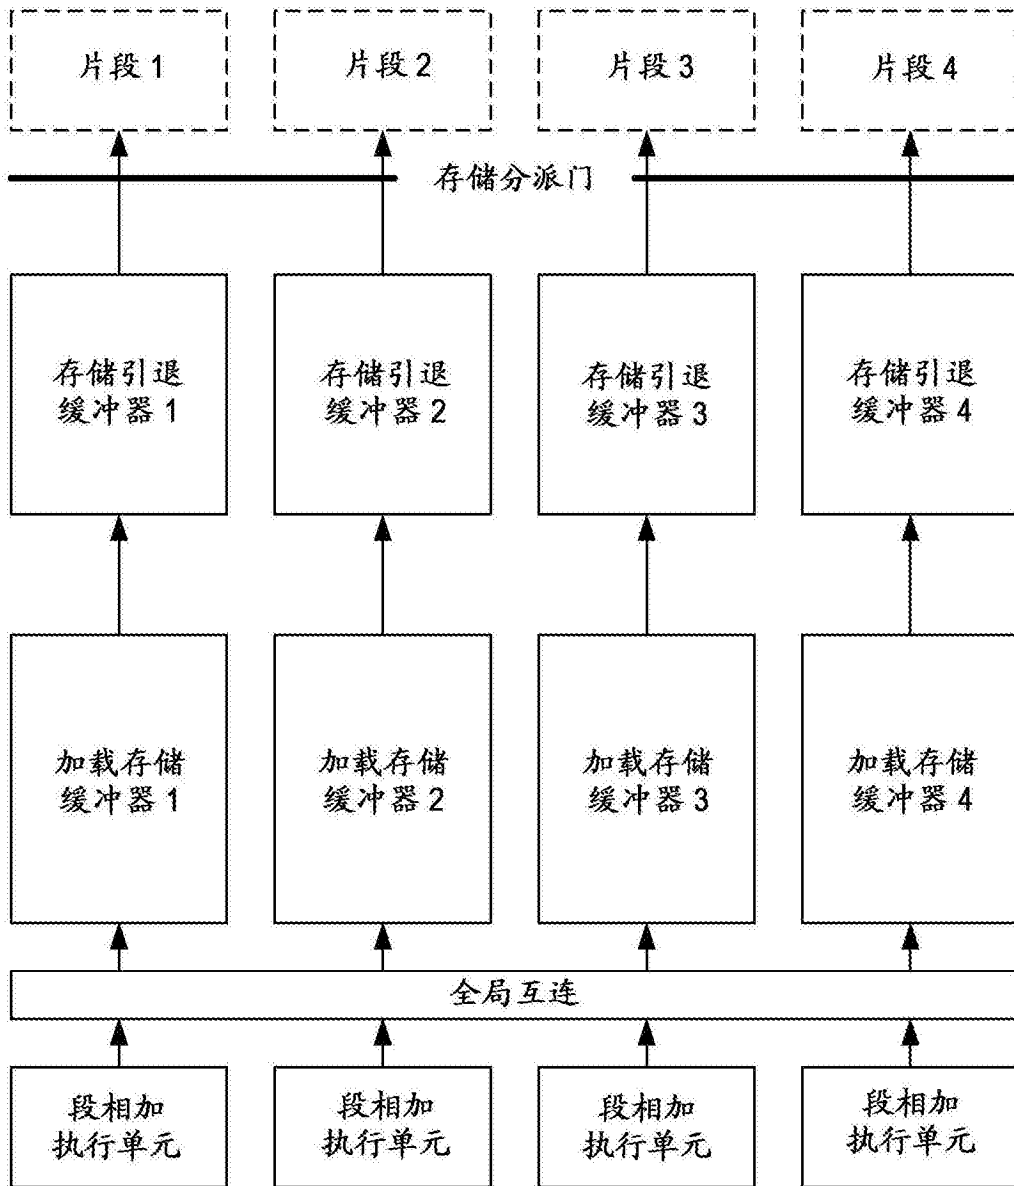 片段 1
片段 2
片段 3
片段 4
存储分派门
存储引退
缓冲器 1
存储引退
缓冲器 2
存储引退
缓冲器 3
存储引退
缓冲器 4
加载存储
缓冲器 1
加载存储
缓冲器 2
加载存储
缓冲器 3
加载存储
缓冲器 4
全局互连
段相加
执行单元
段相加
执行单元
段相加
执行单元
段相加
执行单元